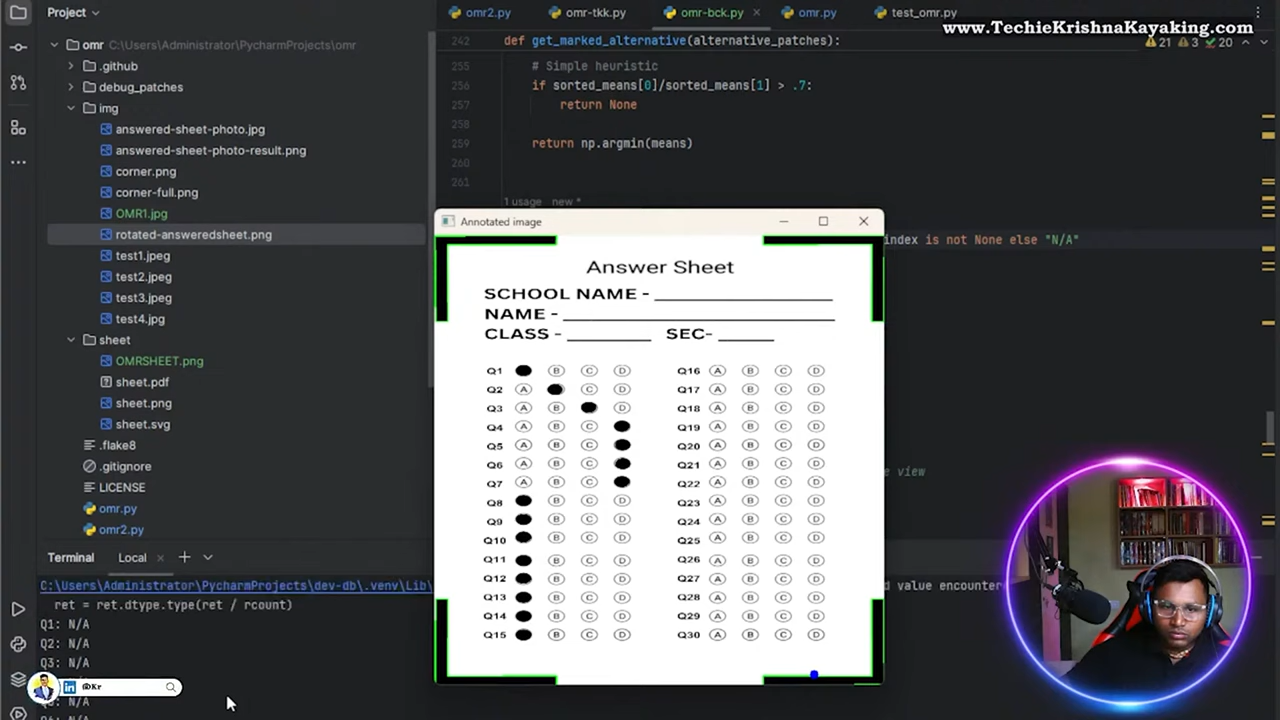 Project
omr2.py
omr-tkk.py
omr-bck.py
omr.py
test_omr.py
www.TechieKrishnaKayaking.com
omr C:\Users\Administrator\PycharmProjects\omr
.github
debug_patches
img
answered-sheet-photo.jpg
answered-sheet-photo-result.png
corner.png
corner-full.png
OMR1.jpg
rotated-answeredsheet.png
test1.jpeg
test2.jpeg
test3.jpeg
test4.jpg
sheet
OMRSHEET.png
sheet.pdf
sheet.png
sheet.svg
.flake8
.gitignore
LICENSE
omr.py
omr2.py
242 def get_marked_alternative(alternative_patches):
21 3 20
255 # Simple heuristic
256 if sorted_means[0]/sorted_means[1] > .7:
257 return None
258
259 return np.argmin(means)
260
261
1 usage new *
index is not None else "N/A"
view
Annotated image
Answer Sheet
SCHOOL NAME -
NAME -
CLASS - SEC-
Q1 B C D Q16 A B C D
Q2 A C D Q17 A B C D
Q3 A B D Q18 A B C D
Q4 A B C Q19 A B C D
Q5 A B C Q20 A B C D
Q6 A B C Q21 A B C D
Q7 A B C Q22 A B C D
Q8 B C D Q23 A B C D
Q9 B C D Q24 A B C D
Q10 B C D Q25 A B C D
Q11 B C D Q26 A B C D
Q12 B C D Q27 A B C D
Q13 B C D Q28 A B C D
Q14 B C D Q29 A B C D
Q15 B C D Q30 A B C D
Terminal Local
C:\Users\Administrator\PycharmProjects\dev-db\.venv\Lib\
d value encounter
ret = ret.dtype.type(ret / rcount)
Q1: N/A
Q2: N/A
Q3: N/A
in @Kr